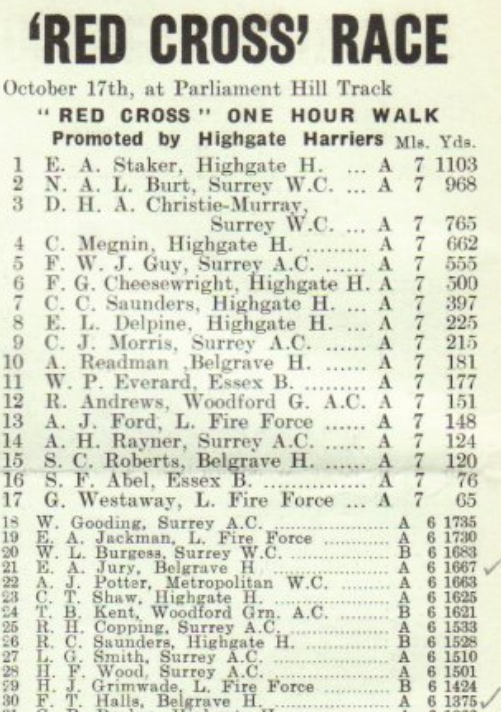 'RED CROSS' RACE
October 17th, at Parliament Hill Track
"RED CROSS" ONE HOUR WALK
Promoted by Highgate Harriers Mls. Yds.
1 E. A. Staker, Highgate H. ... A 7 1103
2 N. A. L. Burt, Surrey W.C. ... A 7 968
3 D. H. A. Christie-Murray,
Surrey W.C. ... A 7 765
4 C. Megnin, Highgate H. .......... A 7 662
5 F. W. J. Guy, Surrey A.C. ...... A 7 555
6 F. G. Cheesewright, Highgate H. A 7 500
7 C. C. Saunders, Highgate H. ... A 7 397
8 E. L. Delpine, Highgate H. ... A 7 225
9 C. J. Morris, Surrey A.C. ...... A 7 215
10 A. Readman ,Belgrave H. ...... A 7 181
11 W. P. Everard, Essex B. ......... A 7 177
12 R. Andrews, Woodford G. A.C. A 7 151
13 A. J. Ford, L. Fire Force ...... A 7 148
14 A. H. Rayner, Surrey A.C. ...... A 7 124
15 S. C. Roberts, Belgrave H. ...... A 7 120
16 S. F. Abel, Essex B. .............. A 7 76
17 G. Westaway, L. Fire Force ... A 7 65
18 W. Gooding, Surrey A.C. .................. A 6 1735
19 E. A. Jackman, L. Fire Force ............ A 6 1730
20 W. L. Burgess, Surrey W.C. ............... B 6 1683
21 E. A. Jury, Belgrave H ..................... A 6 1667
22 A. J. Potter, Metropolitan W.C. ......... A 6 1663
23 C. T. Shaw, Highgate H. .................. A 6 1625
24 T. B. Kent, Woodford Grn. A.C. ......... B 6 1621
25 R. H. Copping, Surrey A.C. ............... A 6 1533
26 R. C. Saunders, Highgate H. ............ B 6 1528
27 L. G. Smith, Surrey A.C. .................. A 6 1510
28 H. F. Wood, Surrey A.C. .................. A 6 1501
29 H. J. Grimwade, L. Fire Force ......... B 6 1424
30 F. T. Halls, Belgrave H. .................. A 6 1375